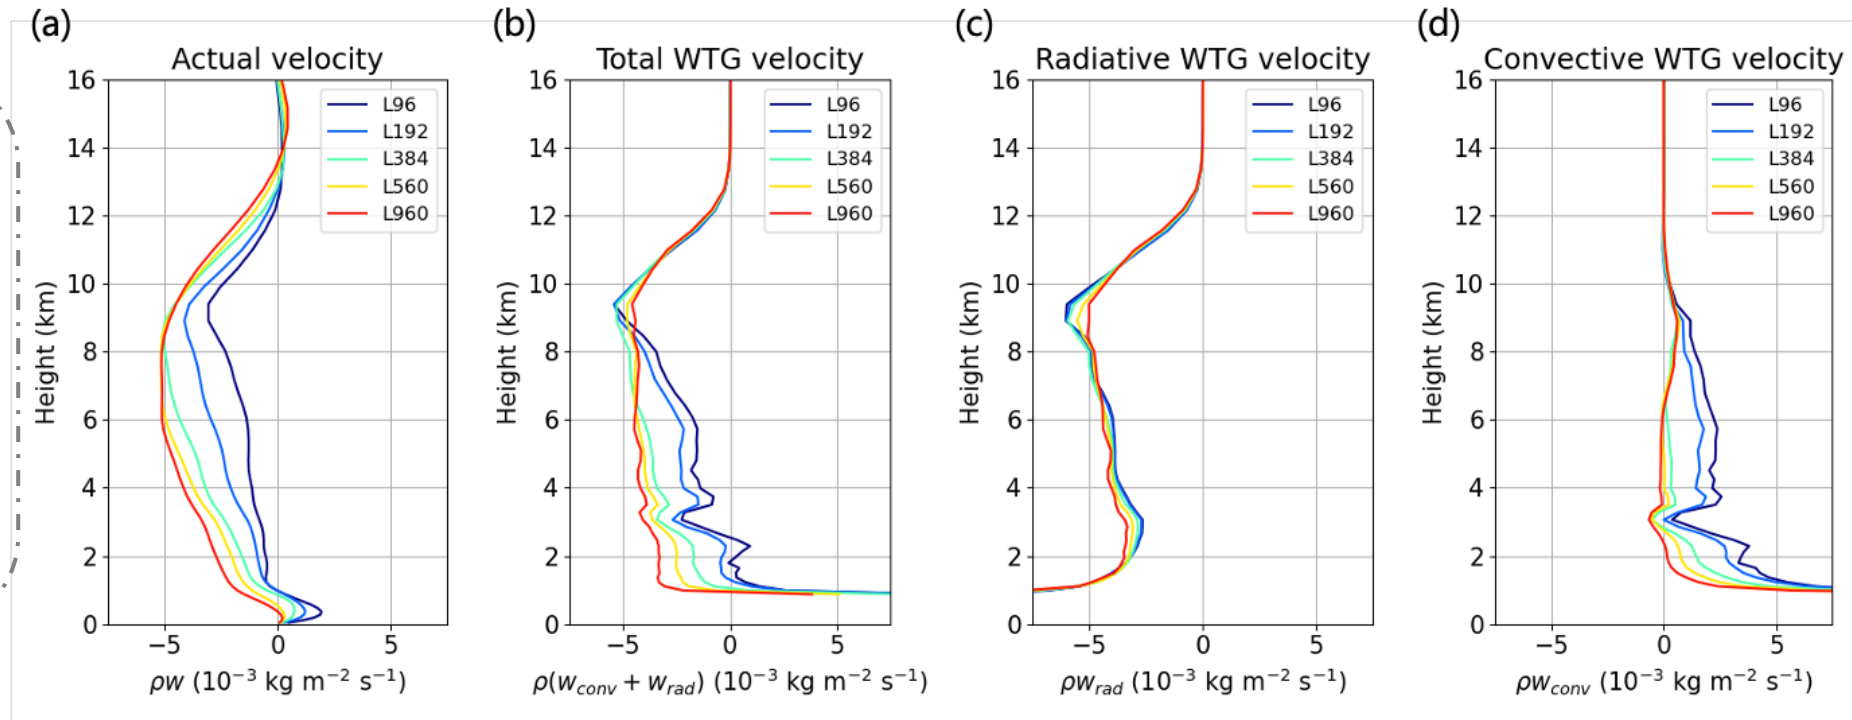 (a) (b) (c) (d)
Actual velocity Total WTG velocity Radiative WTG velocity Convective WTG velocity
16 16 16 16
L96 L96 L96 L96
L192 L192 L192 L192
14 14 14 14
L384 L384 L384 L384
L560 L560 L560 L560
12 12 12 12
L960 L960 L960 L960
10 10 10 10
Height (km) Height (km) Height (km) Height (km)
8 8 8 8
6 6 6 6
4 4 4 4
2 2 2 2
0 0 0 0
−5 0 5 −5 0 5 −5 0 5 −5 0 5
ρw (10⁻³ kg m⁻² s⁻¹) ρ(w_conv + w_rad) (10⁻³ kg m⁻² s⁻¹) ρw_rad (10⁻³ kg m⁻² s⁻¹) ρw_conv (10⁻³ kg m⁻² s⁻¹)